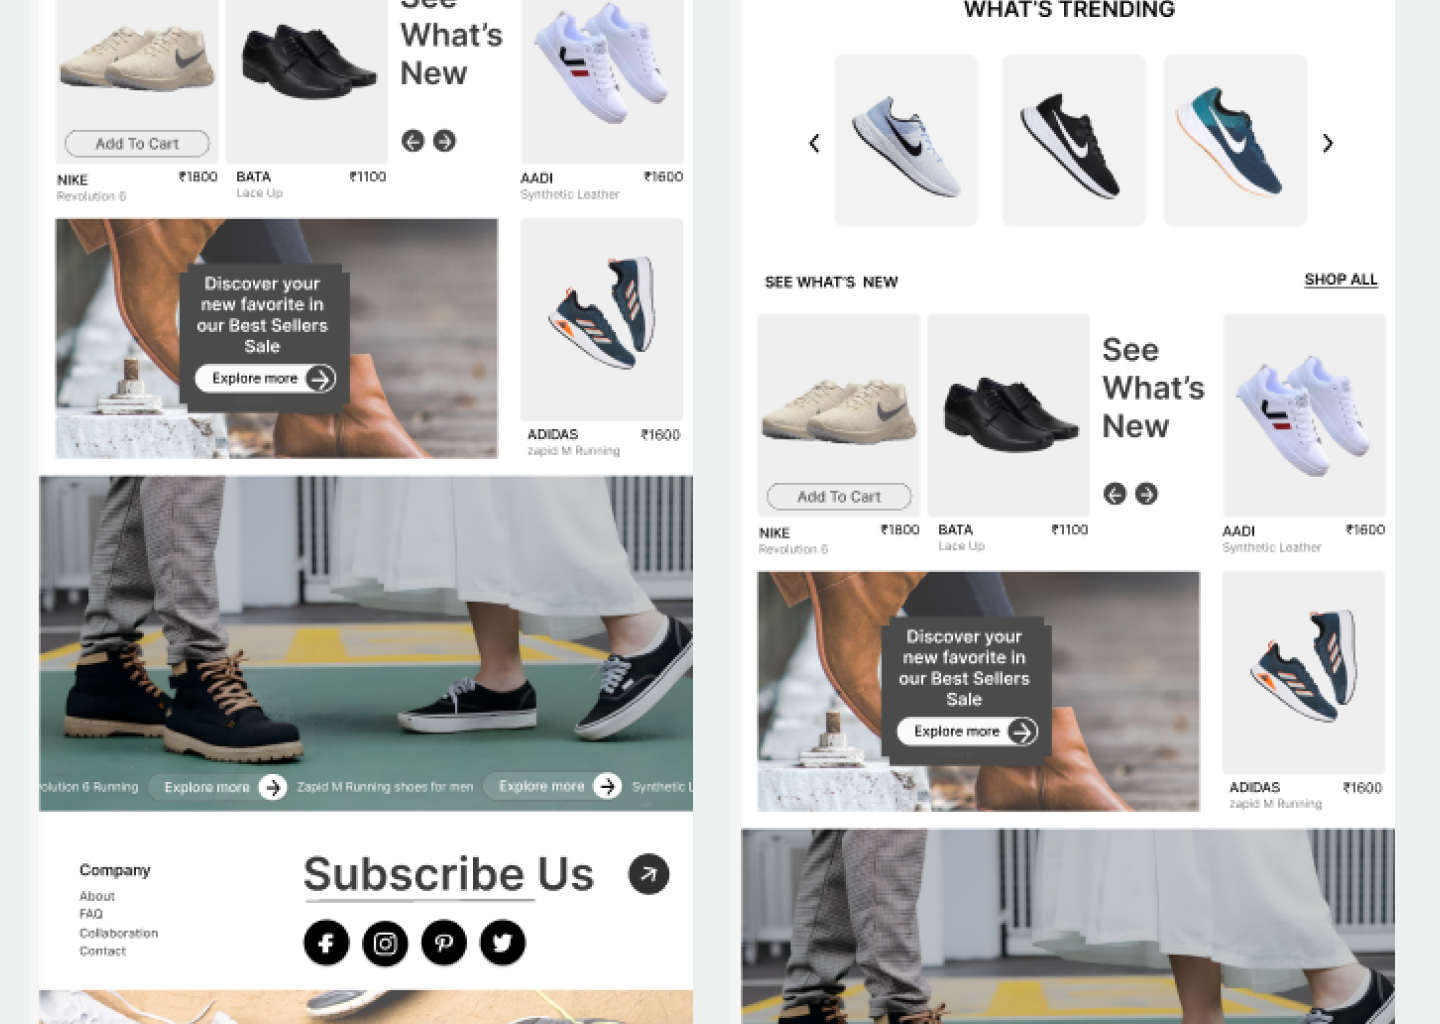 See
What's
New
Add To Cart
NIKE ₹1800
Revolution 6
BATA ₹1100
Lace Up
AADI ₹1600
Synthetic Leather
Discover your
new favorite in
our Best Sellers
Sale
Explore more
ADIDAS ₹1600
zapid M Running
olution 6 Running
Explore more
Zapid M Running shoes for men
Explore more
Synthetic L
Company
About
FAQ
Collaboration
Contact
Subscribe Us
WHAT'S TRENDING
SEE WHAT'S NEW
SHOP ALL
See
What's
New
Add To Cart
NIKE ₹1800
Revolution 6
BATA ₹1100
Lace Up
AADI ₹1600
Synthetic Leather
Discover your
new favorite in
our Best Sellers
Sale
Explore more
ADIDAS ₹1600
zapid M Running